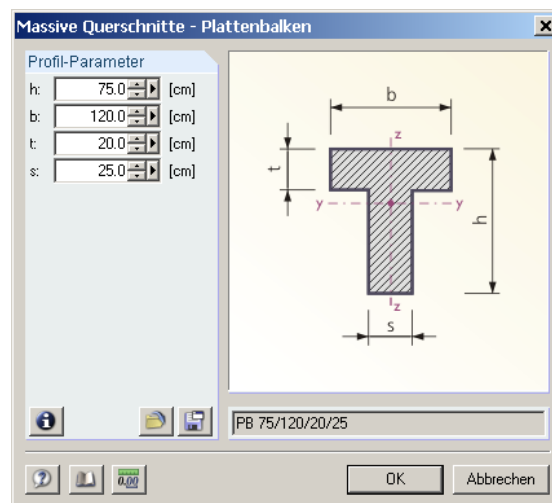 Massive Querschnitte - Plattenbalken
Profil-Parameter
h: 75.0 [cm]
b: 120.0 [cm]
t: 20.0 [cm]
s: 25.0 [cm]
b
z
t
y y
h
z
s
PB 75/120/20/25
0.00
OK Abbrechen